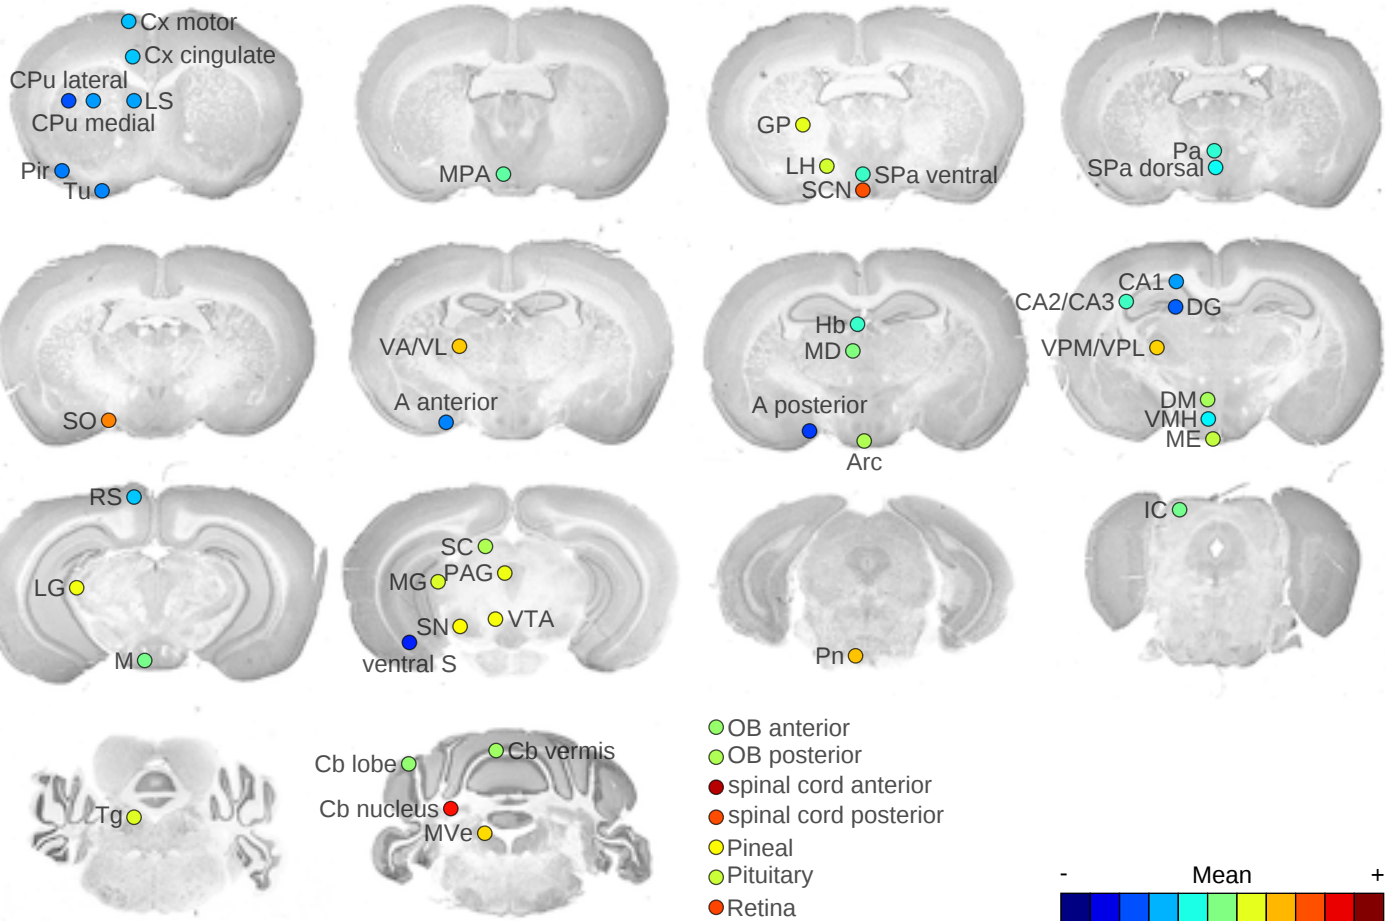 Cx motor
Cx cingulate
CPu lateral
LS
CPu medial
Pir
Tu
MPA
GP
LH
SPa ventral
SCN
Pa
SPa dorsal
SO
VA/VL
A anterior
Hb
MD
A posterior
Arc
CA1
CA2/CA3
DG
VPM/VPL
DM
VMH
ME
RS
LG
M
SC
MG
PAG
SN
VTA
ventral S
Pn
IC
Tg
Cb lobe
Cb vermis
Cb nucleus
MVe
OB anterior
OB posterior
spinal cord anterior
spinal cord posterior
Pineal
Pituitary
Retina
- Mean +